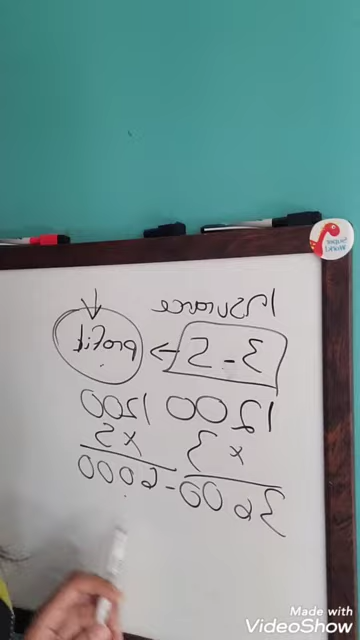 Insurance
3-5 → profit
1200 1200
x3 x5
3600-6000
Made with
VideoShow